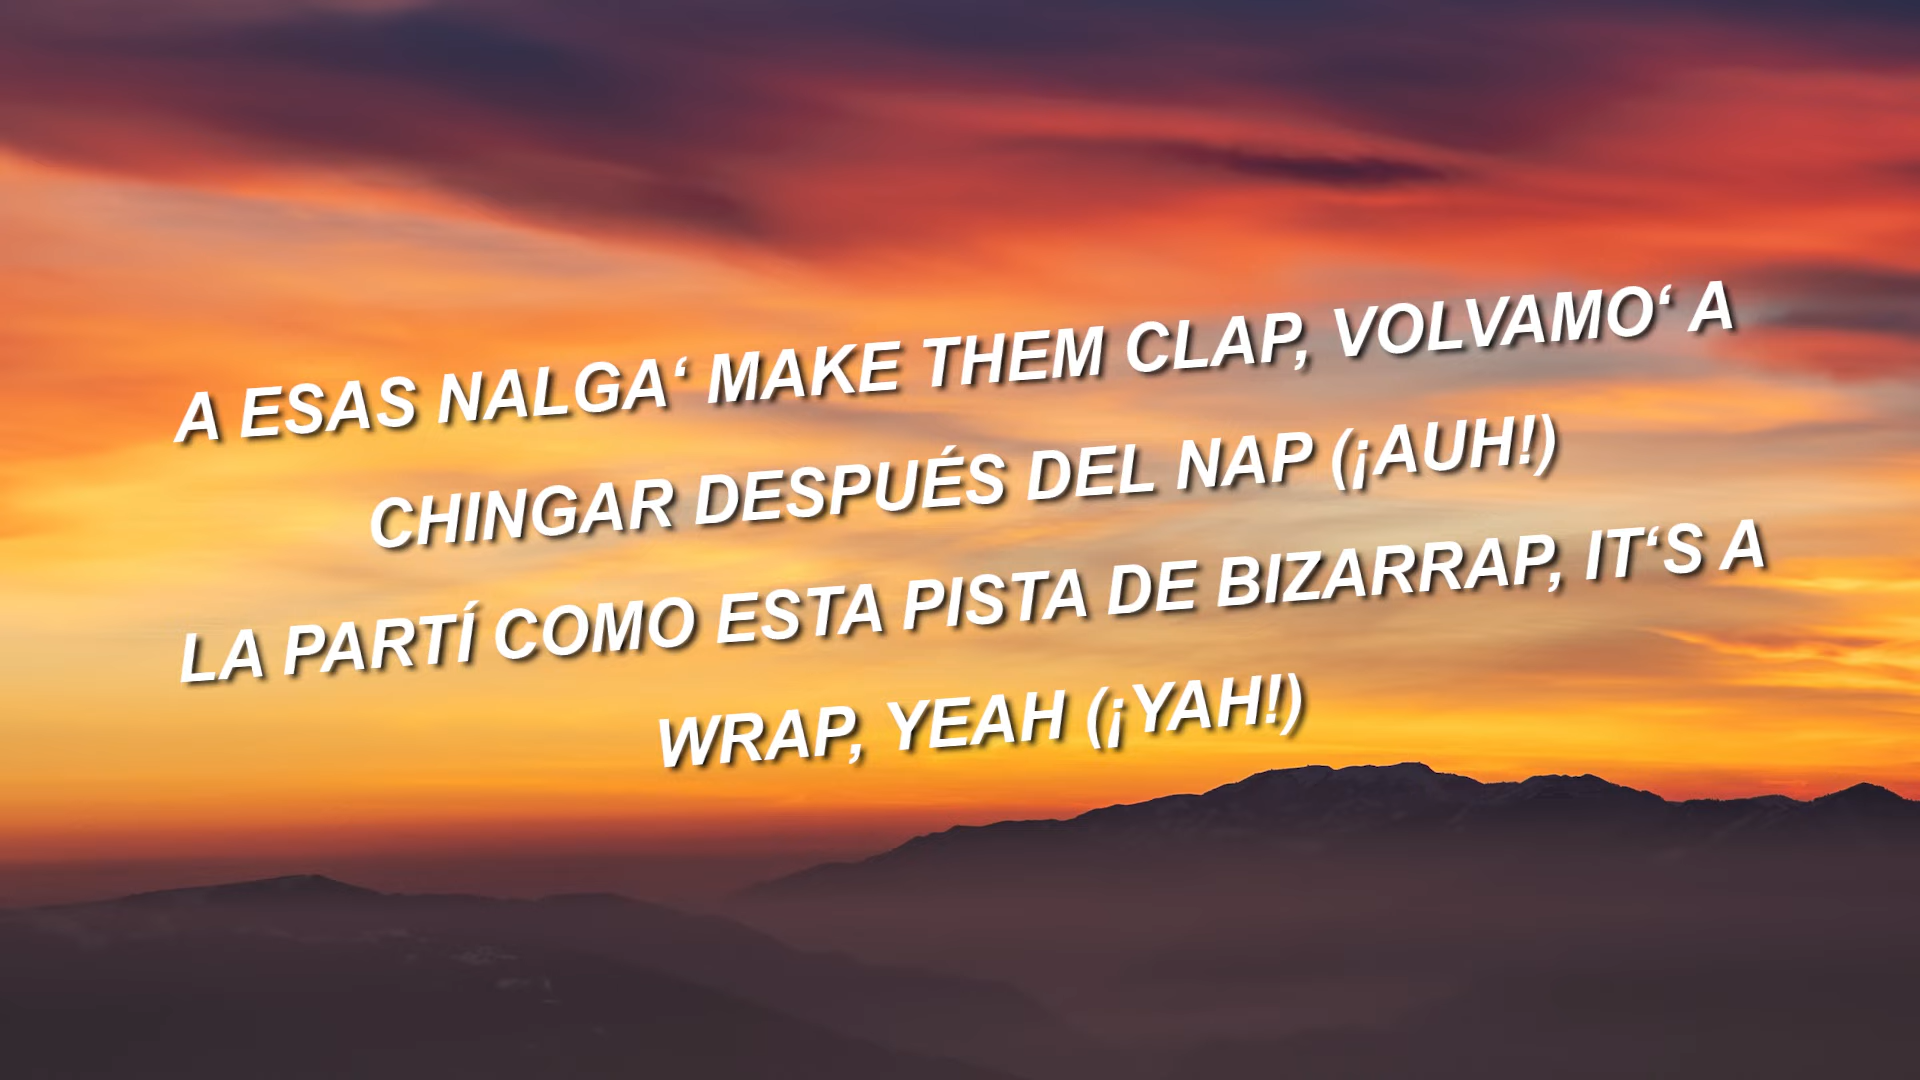 A ESAS NALGA‘ MAKE THEM CLAP, VOLVAMO‘ A
CHINGAR DESPUÉS DEL NAP (¡AUH!)
LA PARTÍ COMO ESTA PISTA DE BIZARRAP, IT‘S A
WRAP, YEAH (¡YAH!)